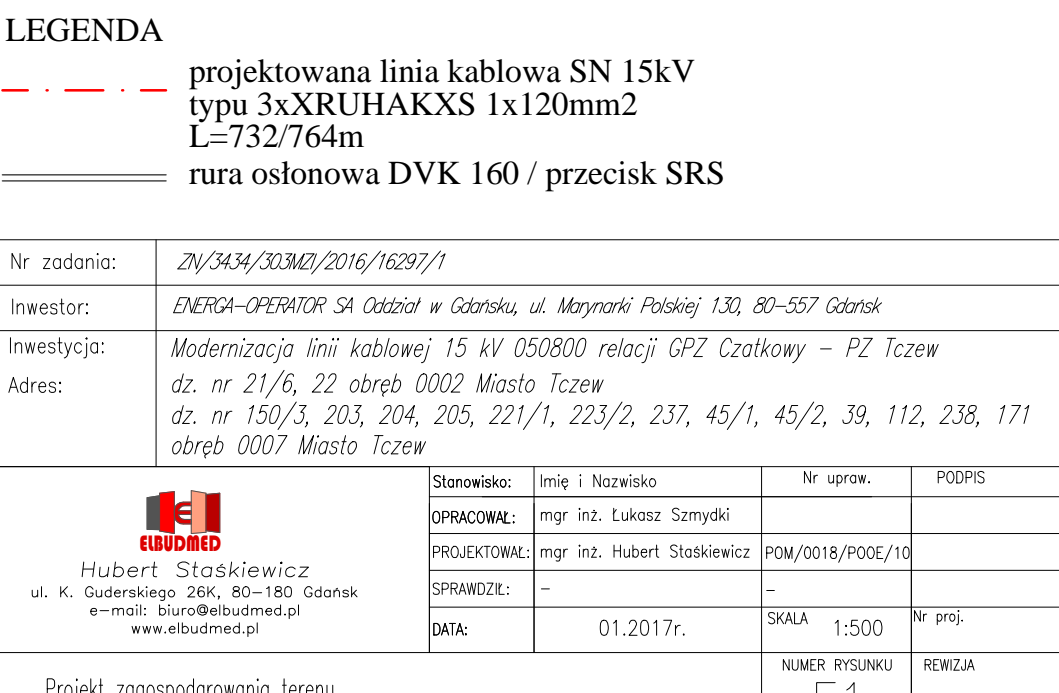 LEGENDA
projektowana linia kablowa SN 15kV
typu 3xXRUHAKXS 1x120mm2
L=732/764m
rura osłonowa DVK 160 / przecisk SRS
Nr zadania: ZN/3434/303MZI/2016/16297/1
Inwestor: ENERGA-OPERATOR SA Oddział w Gdańsku, ul. Marynarki Polskiej 130, 80-557 Gdańsk
Inwestycja: Modernizacja linii kablowej 15 kV 050800 relacji GPZ Czatkowy - PZ Tczew
Adres: dz. nr 21/6, 22 obręb 0002 Miasto Tczew
dz. nr 150/3, 203, 204, 205, 221/1, 223/2, 237, 45/1, 45/2, 39, 112, 238, 171
obręb 0007 Miasto Tczew
ELBUDMED
Hubert Staśkiewicz
ul. K. Guderskiego 26K, 80-180 Gdańsk
e-mail: biuro@elbudmed.pl
www.elbudmed.pl
Stanowisko: Imię i Nazwisko Nr upraw. PODPIS
OPRACOWAŁ: mgr inż. Łukasz Szmydki
PROJEKTOWAŁ: mgr inż. Hubert Staśkiewicz POM/0018/POOE/10
SPRAWDZIŁ: - -
DATA: 01.2017r. SKALA 1:500 Nr proj.
Projekt zagospodarowania terenu
NUMER RYSUNKU REWIZJA